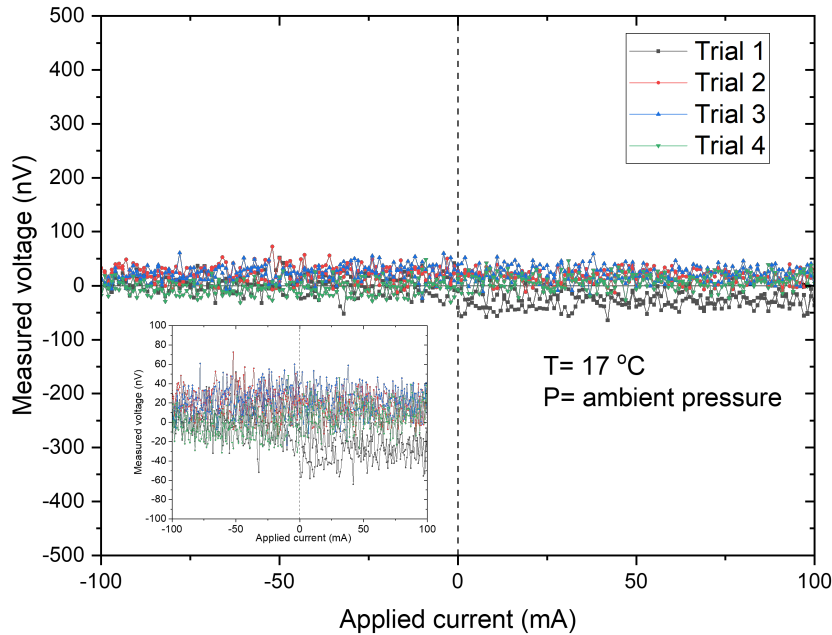 500
400
300
200
100
0
-100
-200
-300
-400
-500
Measured voltage (nV)
Trial 1
Trial 2
Trial 3
Trial 4
T= 17 °C
P= ambient pressure
100
80
60
40
20
0
-20
-40
-60
-80
-100
Measured voltage (nV)
-100 -50 0 50 100
Applied current (mA)
-100 -50 0 50 100
Applied current (mA)